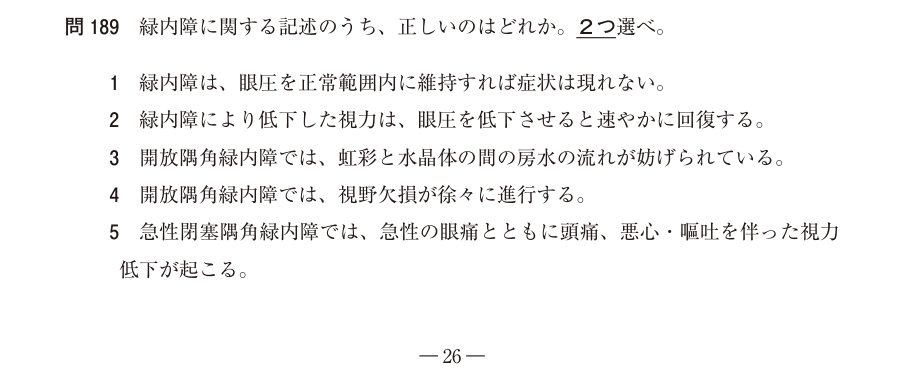 問 189　緑内障に関する記述のうち、正しいのはどれか。２つ選べ。
1　緑内障は、眼圧を正常範囲内に維持すれば症状は現れない。
2　緑内障により低下した視力は、眼圧を低下させると速やかに回復する。
3　開放隅角緑内障では、虹彩と水晶体の間の房水の流れが妨げられている。
4　開放隅角緑内障では、視野欠損が徐々に進行する。
5　急性閉塞隅角緑内障では、急性の眼痛とともに頭痛、悪心・嘔吐を伴った視力
低下が起こる。
— 26 —